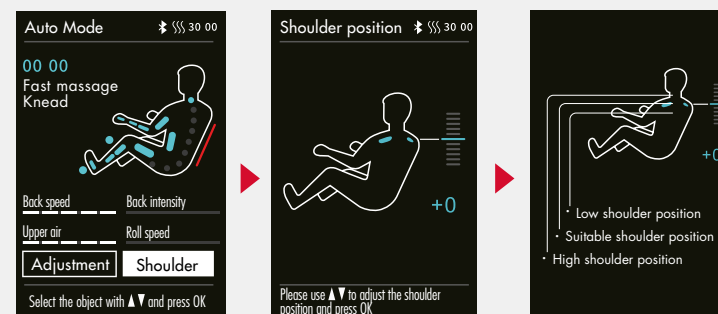 Auto Mode
30 00
00 00
Fast massage
Knead
Back speed
Back intensity
Upper air
Roll speed
Adjustment
Shoulder
Select the object with ▲▼ and press OK
Shoulder position
30 00
+0
Please use ▲▼ to adjust the shoulder
position and press OK
· Low shoulder position
· Suitable shoulder position
· High shoulder position